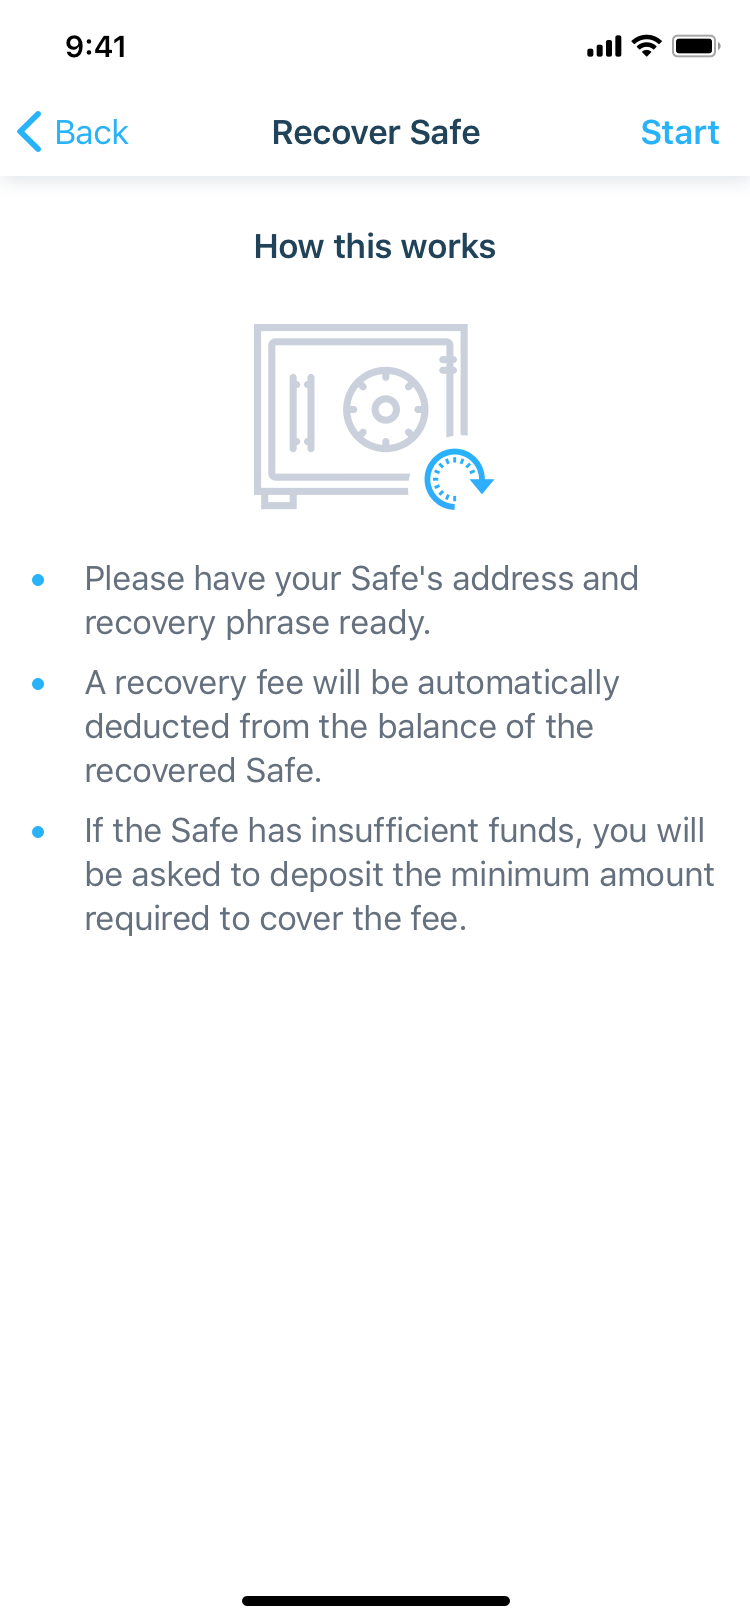 9:41
Back
Recover Safe
Start
How this works
Please have your Safe's address and
recovery phrase ready.
A recovery fee will be automatically
deducted from the balance of the
recovered Safe.
If the Safe has insufficient funds, you will
be asked to deposit the minimum amount
required to cover the fee.